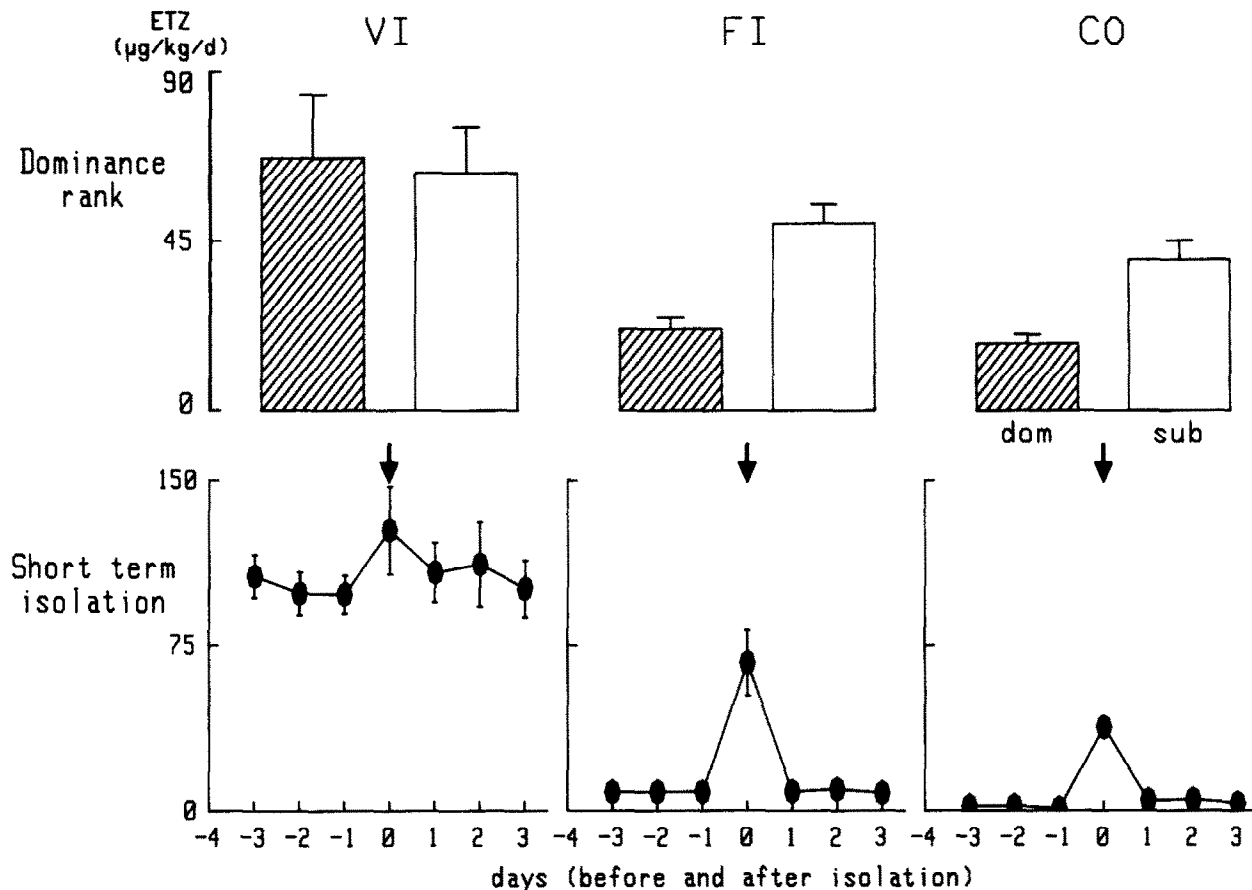 ETZ
(µg/kg/d)
VI FI CO
90
Dominance
rank
45
0
dom sub
150
Short term
isolation
75
0
-4 -3 -2 -1 0 1 2 3 -4 -3 -2 -1 0 1 2 3 -4 -3 -2 -1 0 1 2 3
days (before and after isolation)